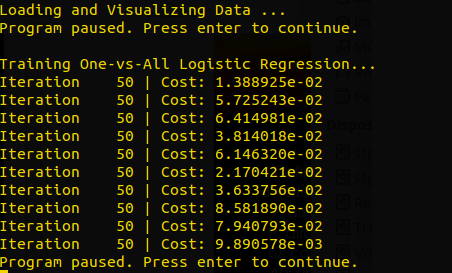 Loading and Visualizing Data ...
Program paused. Press enter to continue.
Training One-vs-All Logistic Regression...
Iteration    50 | Cost: 1.388925e-02
Iteration    50 | Cost: 5.725243e-02
Iteration    50 | Cost: 6.414981e-02
Iteration    50 | Cost: 3.814018e-02
Iteration    50 | Cost: 6.146320e-02
Iteration    50 | Cost: 2.170421e-02
Iteration    50 | Cost: 3.633756e-02
Iteration    50 | Cost: 8.581890e-02
Iteration    50 | Cost: 7.940793e-02
Iteration    50 | Cost: 9.890578e-03
Program paused. Press enter to continue.